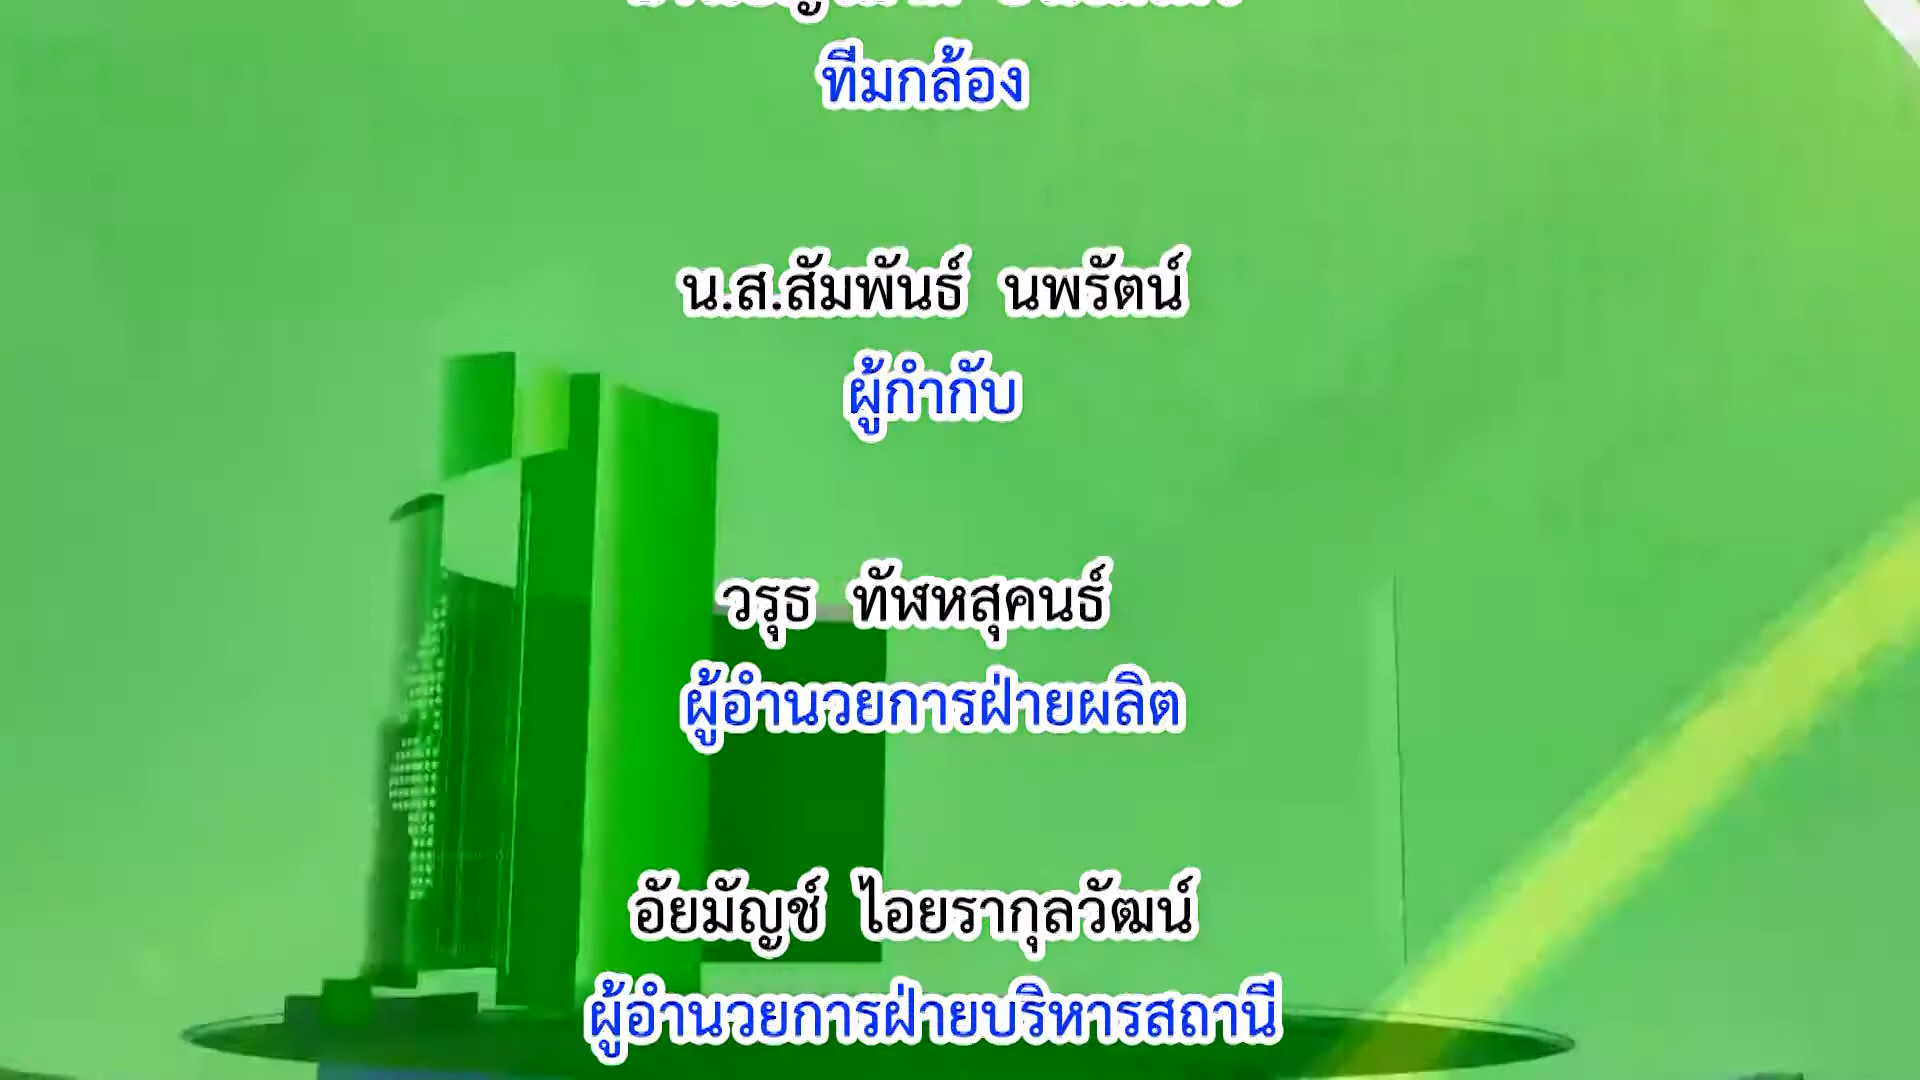 ทีมกล้อง
น.ส.สัมพันธ์ นพรัตน์
ผู้กำกับ
วรุธ ทัฬหสุคนธ์
ผู้อำนวยการฝ่ายผลิต
อัยมัญช์ ไอยรากุลวัฒน์
ผู้อำนวยการฝ่ายบริหารสถานี